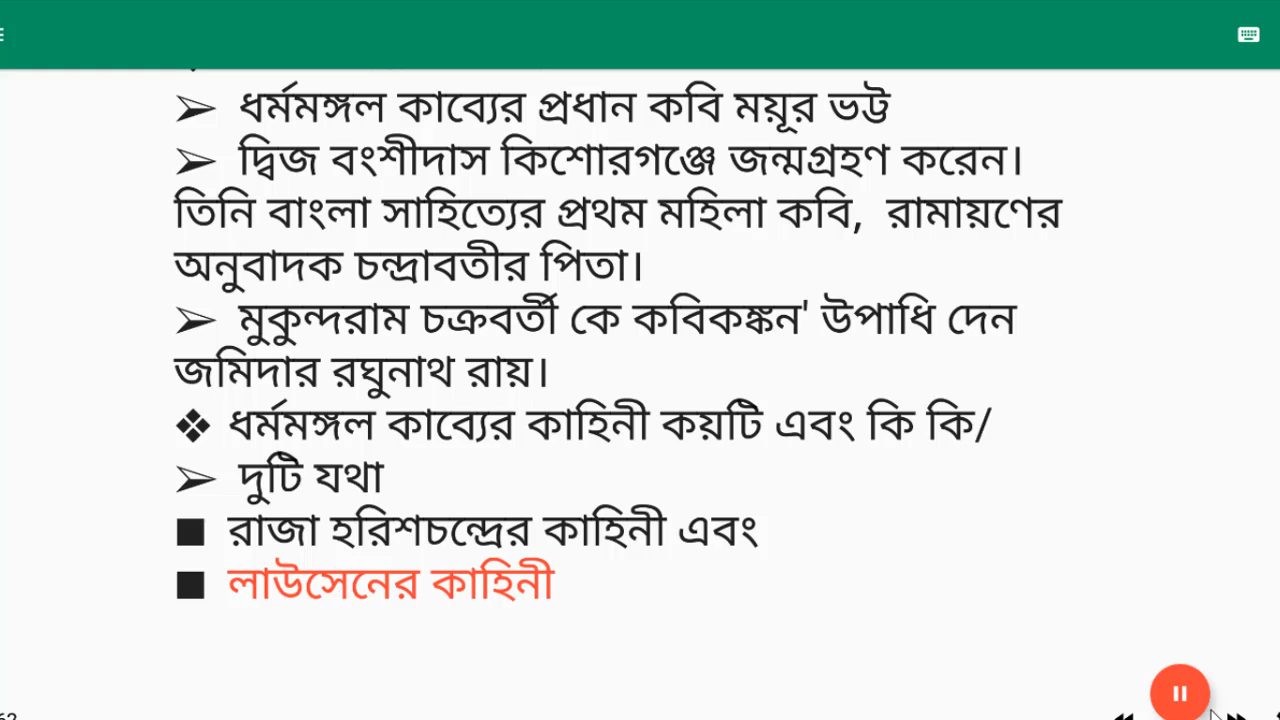 ➢ ধর্মমঙ্গল কাব্যের প্রধান কবি ময়ূর ভট্ট
➢ দ্বিজ বংশীদাস কিশোরগঞ্জে জন্মগ্রহণ করেন।
তিনি বাংলা সাহিত্যের প্রথম মহিলা কবি, রামায়ণের
অনুবাদক চন্দ্রাবতীর পিতা।
➢ মুকুন্দরাম চক্রবর্তী কে কবিকঙ্কন' উপাধি দেন
জমিদার রঘুনাথ রায়।
❖ ধর্মমঙ্গল কাব্যের কাহিনী কয়টি এবং কি কি/
➢ দুটি যথা
■ রাজা হরিশচন্দ্রের কাহিনী এবং
■ লাউসেনের কাহিনী